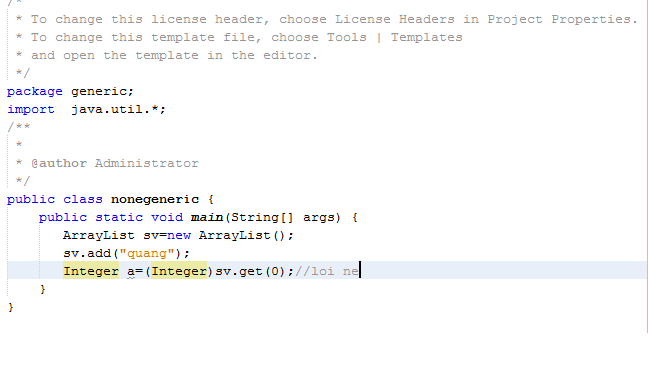 /*
* To change this license header, choose License Headers in Project Properties.
* To change this template file, choose Tools | Templates
* and open the template in the editor.
*/
package generic;
import  java.util.*;
/**
*
* @author Administrator
*/
public class nonegeneric {
public static void main(String[] args) {
ArrayList sv=new ArrayList();
sv.add("quang");
Integer a=(Integer)sv.get(0);//loi ne
}
}